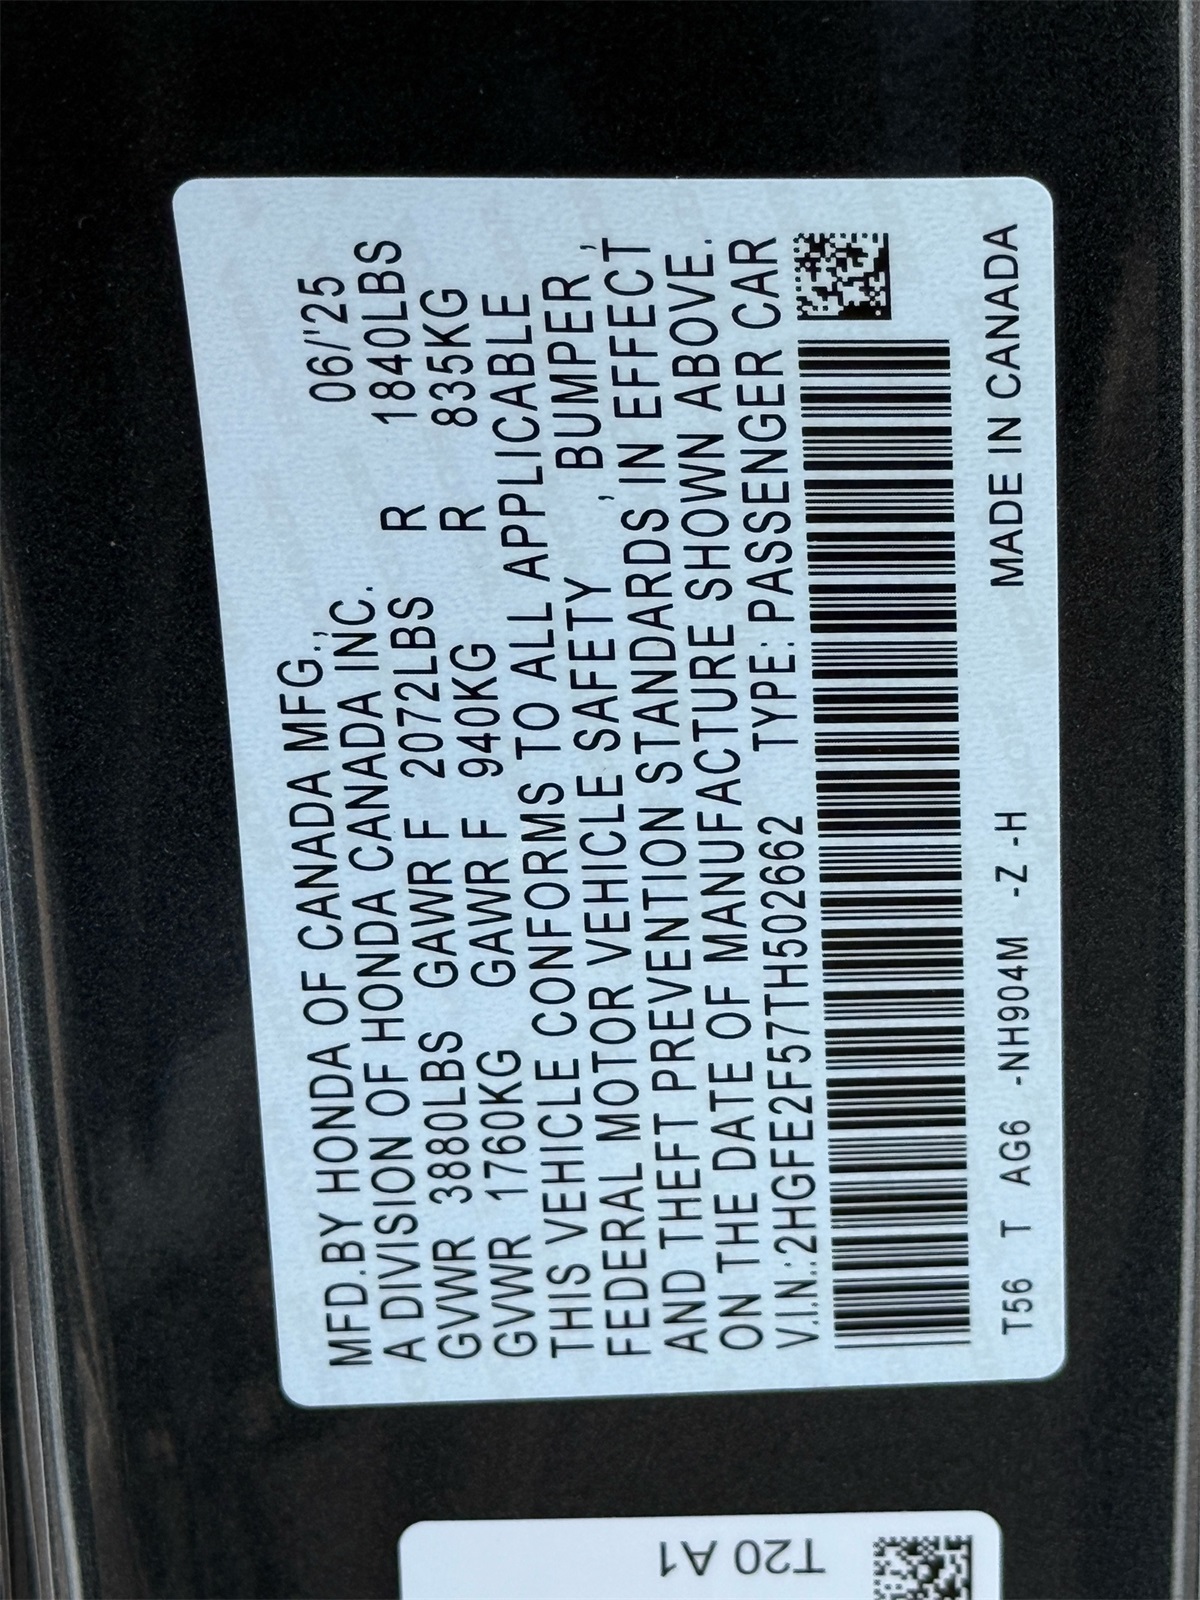 MFD.BY HONDA OF CANADA MFG., 06/'25
A DIVISION OF HONDA CANADA INC.
GVWR 3880LBS GAWR F 2072LBS R 1840LBS
GVWR 1760KG GAWR F 940KG R 835KG
THIS VEHICLE CONFORMS TO ALL APPLICABLE
FEDERAL MOTOR VEHICLE SAFETY , BUMPER ,
AND THEFT PREVENTION STANDARDS IN EFFECT
ON THE DATE OF MANUFACTURE SHOWN ABOVE.
V.I.N.:2HGFE2F57TH502662 TYPE: PASSENGER CAR
T56 T AG6 -NH904M -Z -H MADE IN CANADA
T20 A1